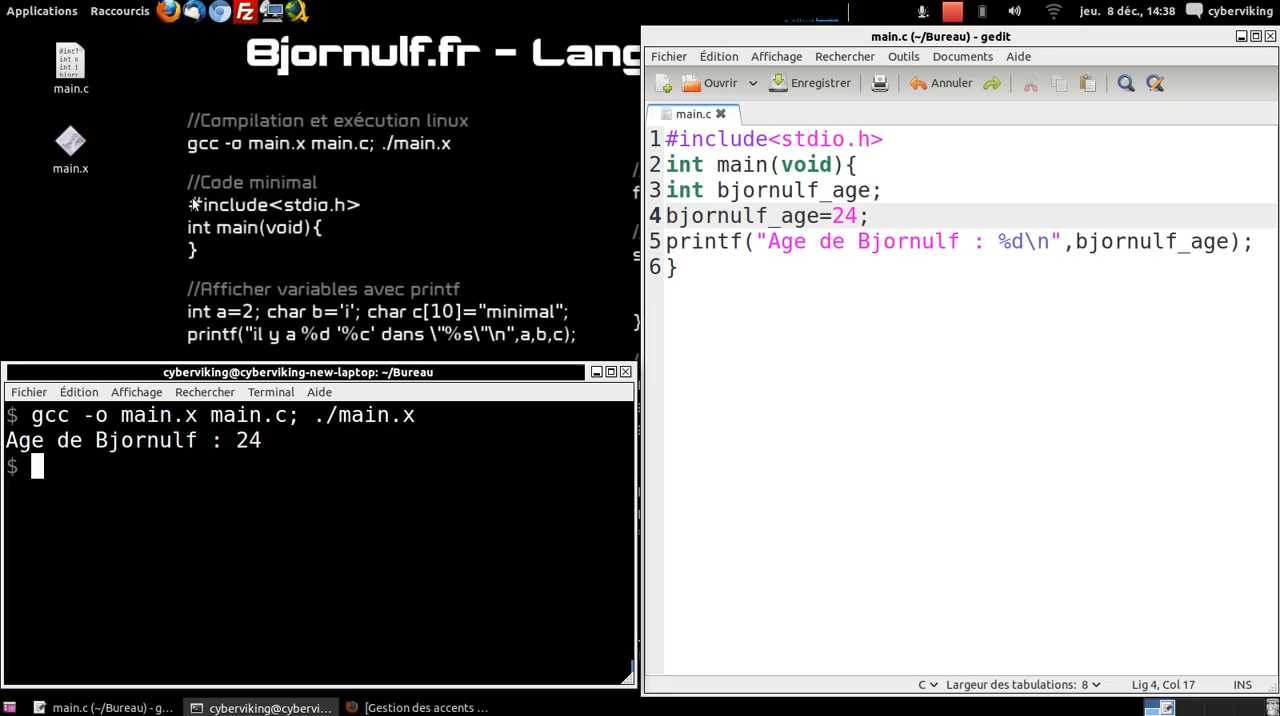 Applications Raccourcis jeu. 8 déc, 14:38 cyberviking
#inc
int
int b
main.c
main.x
Bjornulf.fr - Lang
//Compilation et exécution linux
gcc -o main.x main.c; ./main.x
//Code minimal
#include<stdio.h>
int main(void){
}
//Afficher variables avec printf
int a=2; char b='i'; char c[10]="minimal";
printf("il y a %d '%c' dans \"%s\"\n",a,b,c);
cyberviking@cyberviking-new-laptop: ~/Bureau
Fichier Édition Affichage Rechercher Terminal Aide
$ gcc -o main.x main.c; ./main.x
Age de Bjornulf : 24
$
main.c (~/Bureau) - gedit
Fichier Édition Affichage Rechercher Outils Documents Aide
Ouvrir Enregistrer Annuler
main.c
1 #include<stdio.h>
2 int main(void){
3 int bjornulf_age;
4 bjornulf_age=24;
5 printf("Age de Bjornulf : %d\n",bjornulf_age);
6 }
C Largeur des tabulations: 8 Lig 4, Col 17 INS
main.c (~/Bureau) - g... cyberviking@cybervi... [Gestion des accents ...